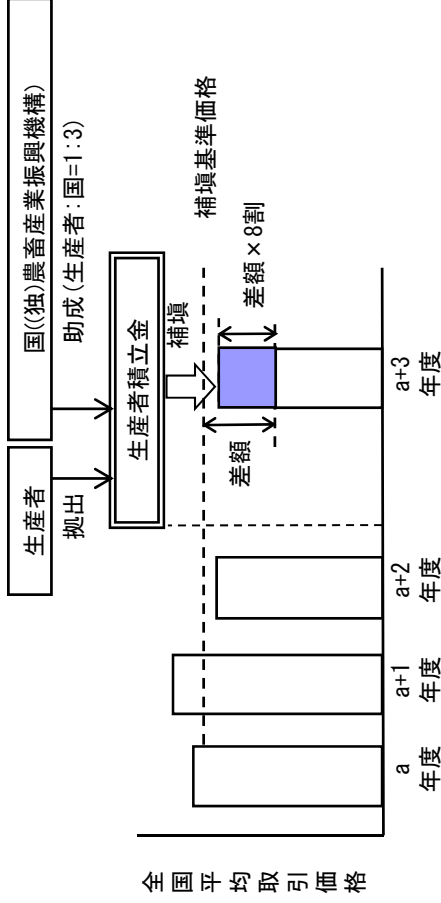 生産者
国((独)農畜産業振興機構)
拠出
助成(生産者:国=1:3)
生産者積立金
補塡
補塡基準価格
差額
差額×8割
全国平均取引価格
a
年度
a+1
年度
a+2
年度
a+3
年度